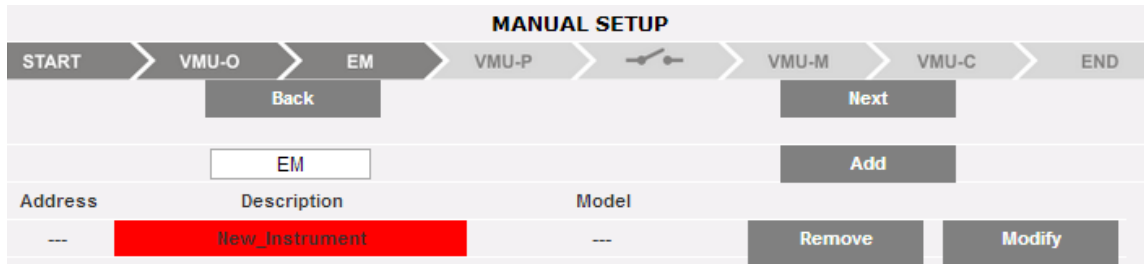 MANUAL SETUP
START VMU-O EM VMU-P VMU-M VMU-C END
Back Next
EM Add
Address Description Model
--- New_Instrument --- Remove Modify